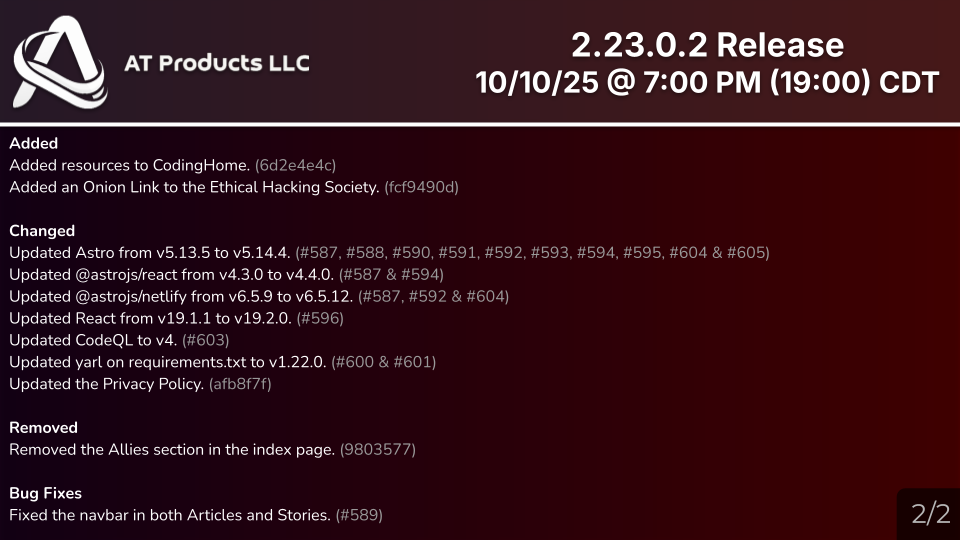 AT Products LLC
2.23.0.2 Release
10/10/25 @ 7:00 PM (19:00) CDT
Added
Added resources to CodingHome. (6d2e4e4c)
Added an Onion Link to the Ethical Hacking Society. (fcf9490d)
Changed
Updated Astro from v5.13.5 to v5.14.4. (#587, #588, #590, #591, #592, #593, #594, #595, #604 & #605)
Updated @astrojs/react from v4.3.0 to v4.4.0. (#587 & #594)
Updated @astrojs/netlify from v6.5.9 to v6.5.12. (#587, #592 & #604)
Updated React from v19.1.1 to v19.2.0. (#596)
Updated CodeQL to v4. (#603)
Updated yarl on requirements.txt to v1.22.0. (#600 & #601)
Updated the Privacy Policy. (afb8f7f)
Removed
Removed the Allies section in the index page. (9803577)
Bug Fixes
Fixed the navbar in both Articles and Stories. (#589)
2/2